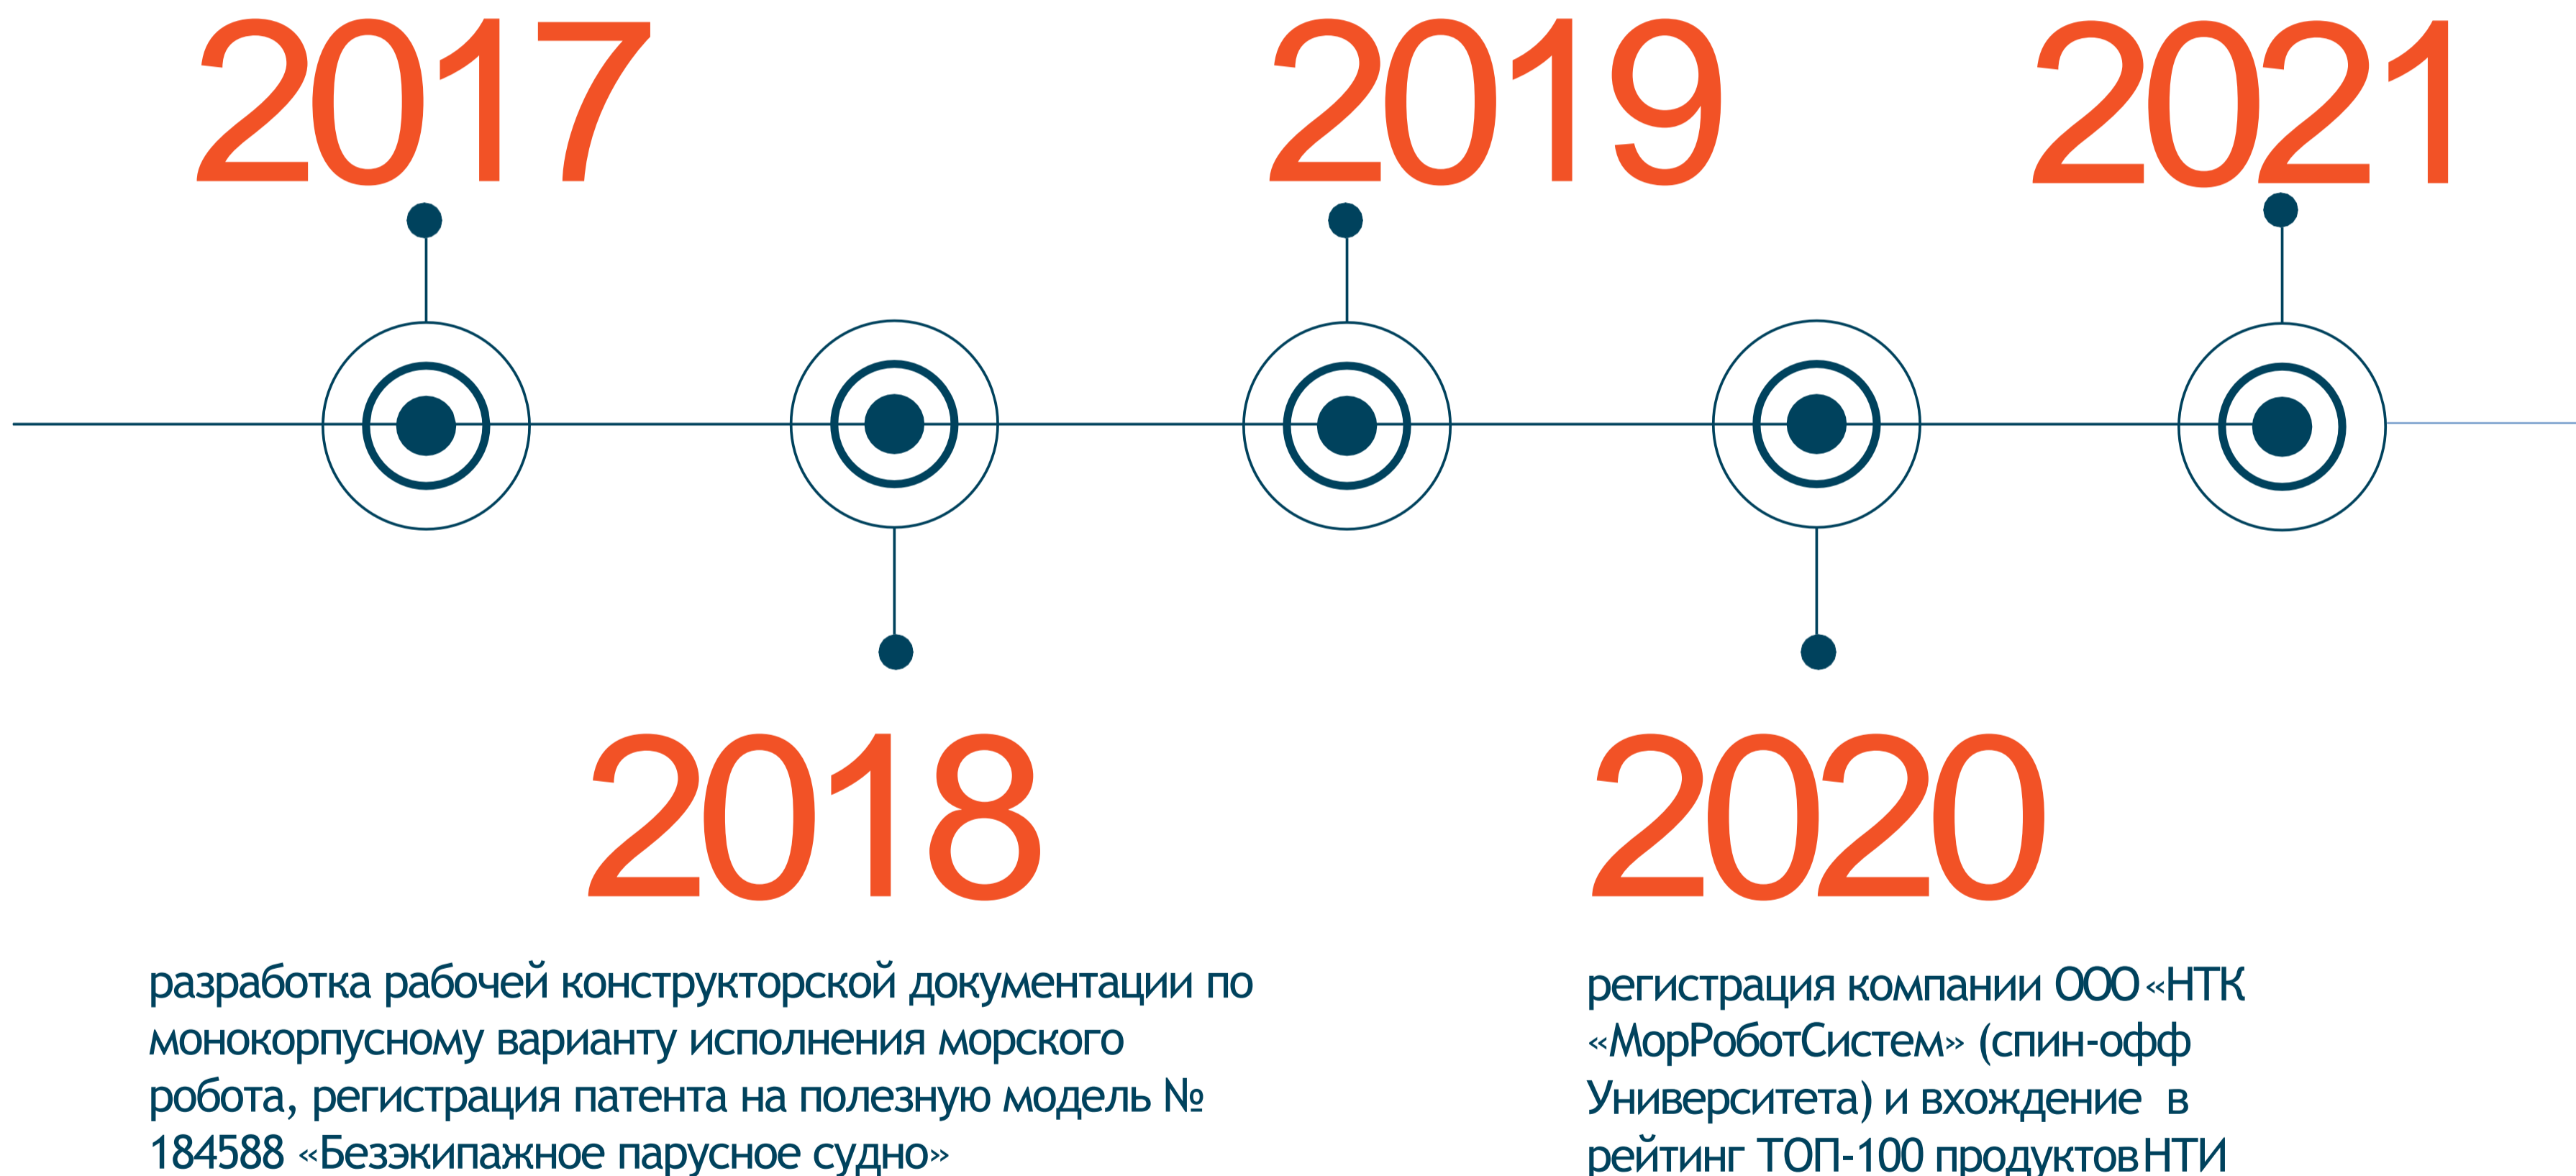 2017
2019
2021
2018
2020
разработка рабочей конструкторской документации по
монокорпусному варианту исполнения морского
робота, регистрация патента на полезную модель №
184588 «Безэкипажное парусное судно»
регистрация компании ООО «НТК
«МорРоботСистем» (спин-офф
Университета) и вхождение в
рейтинг ТОП-100 продуктов НТИ